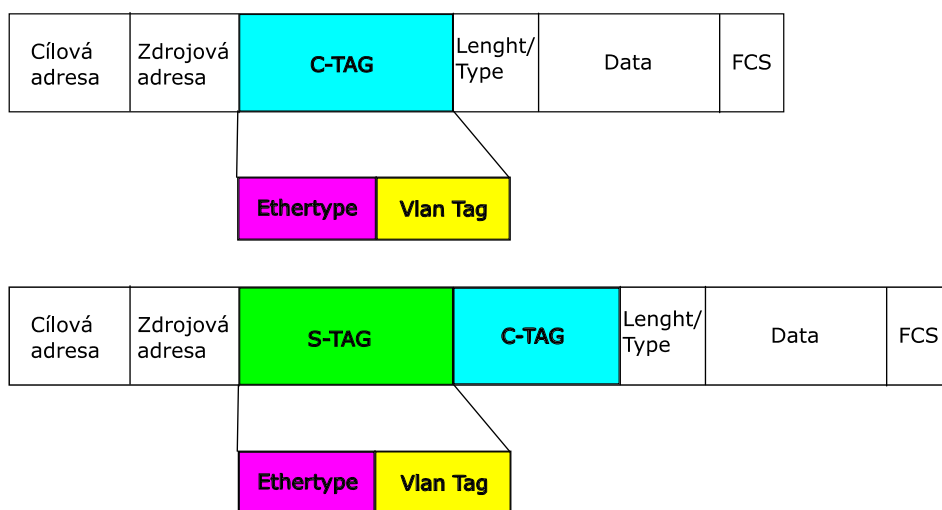 Cílová
adresa
Zdrojová
adresa
C-TAG
Lenght/
Type
Data
FCS
Ethertype
Vlan Tag
Cílová
adresa
Zdrojová
adresa
S-TAG
C-TAG
Lenght/
Type
Data
FCS
Ethertype
Vlan Tag